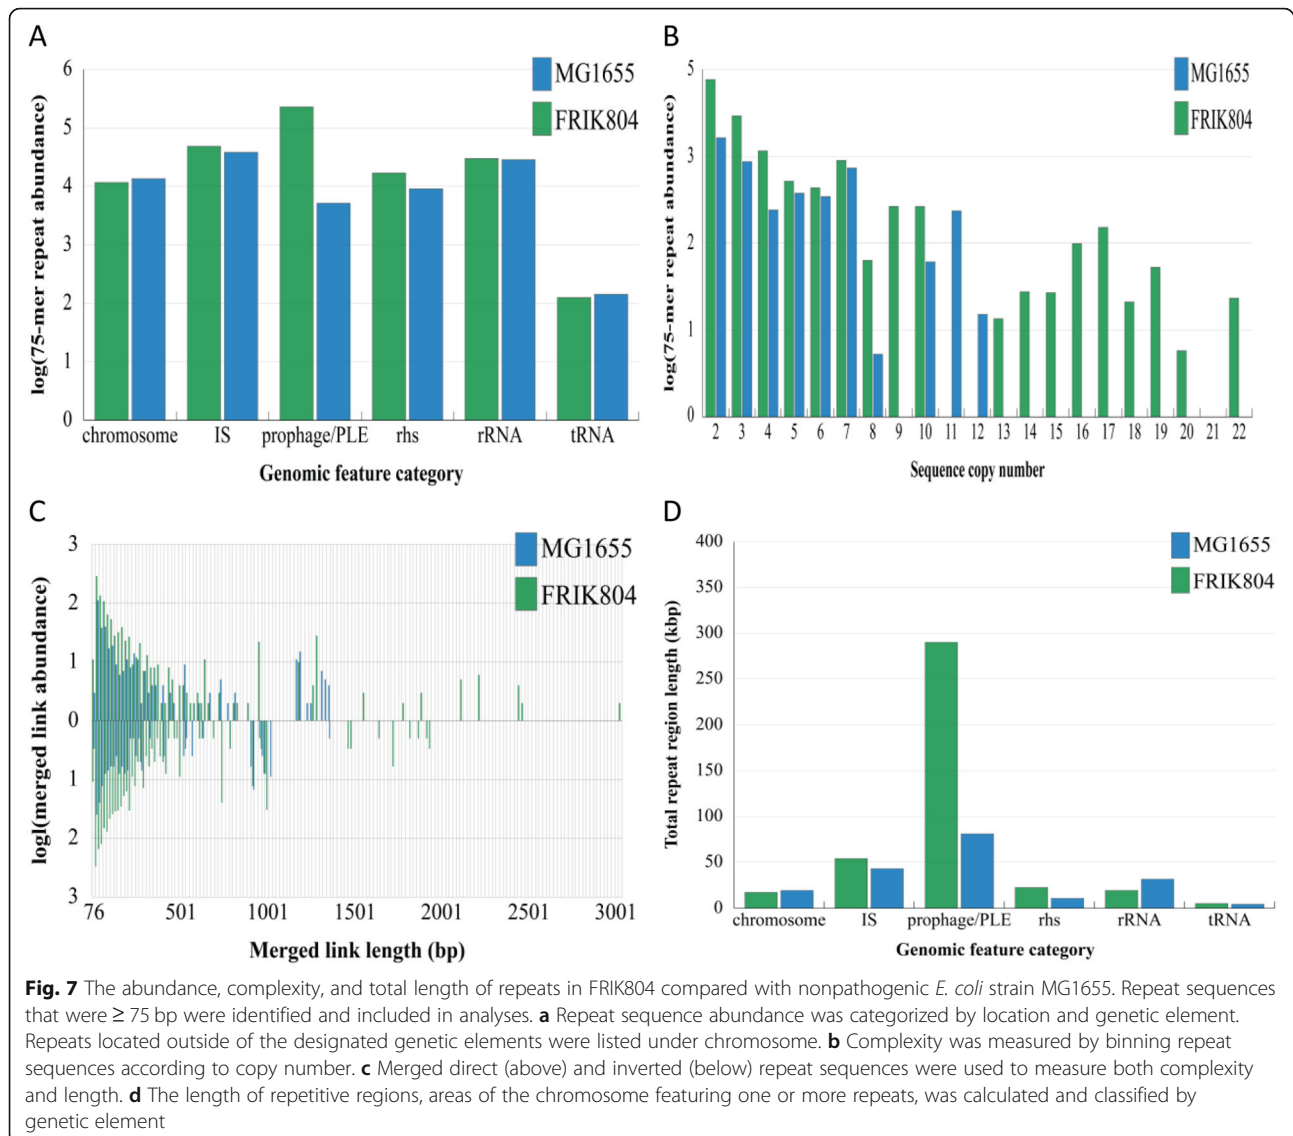 A
MG1655
FRIK804
log(75-mer repeat abundance)
6
5
4
3
2
1
0
chromosome IS prophage/PLE rhs rRNA tRNA
Genomic feature category
B
MG1655
FRIK804
log(75-mer repeat abundance)
5
3
2
1
0
2 3 4 5 6 7 8 9 10 11 12 13 14 15 16 17 18 19 20 21 22
Sequence copy number
C
MG1655
FRIK804
logl(merged link abundance)
3
2
1
0
1
2
3
76 501 1001 1501 2001 2501 3001
Merged link length (bp)
D
MG1655
FRIK804
Total repeat region length (kbp)
400
350
300
250
200
150
100
50
0
chromosome IS prophage/PLE rhs rRNA tRNA
Genomic feature category
Fig. 7 The abundance, complexity, and total length of repeats in FRIK804 compared with nonpathogenic E. coli strain MG1655. Repeat sequences
that were ≥ 75 bp were identified and included in analyses. a Repeat sequence abundance was categorized by location and genetic element.
Repeats located outside of the designated genetic elements were listed under chromosome. b Complexity was measured by binning repeat
sequences according to copy number. c Merged direct (above) and inverted (below) repeat sequences were used to measure both complexity
and length. d The length of repetitive regions, areas of the chromosome featuring one or more repeats, was calculated and classified by
genetic element